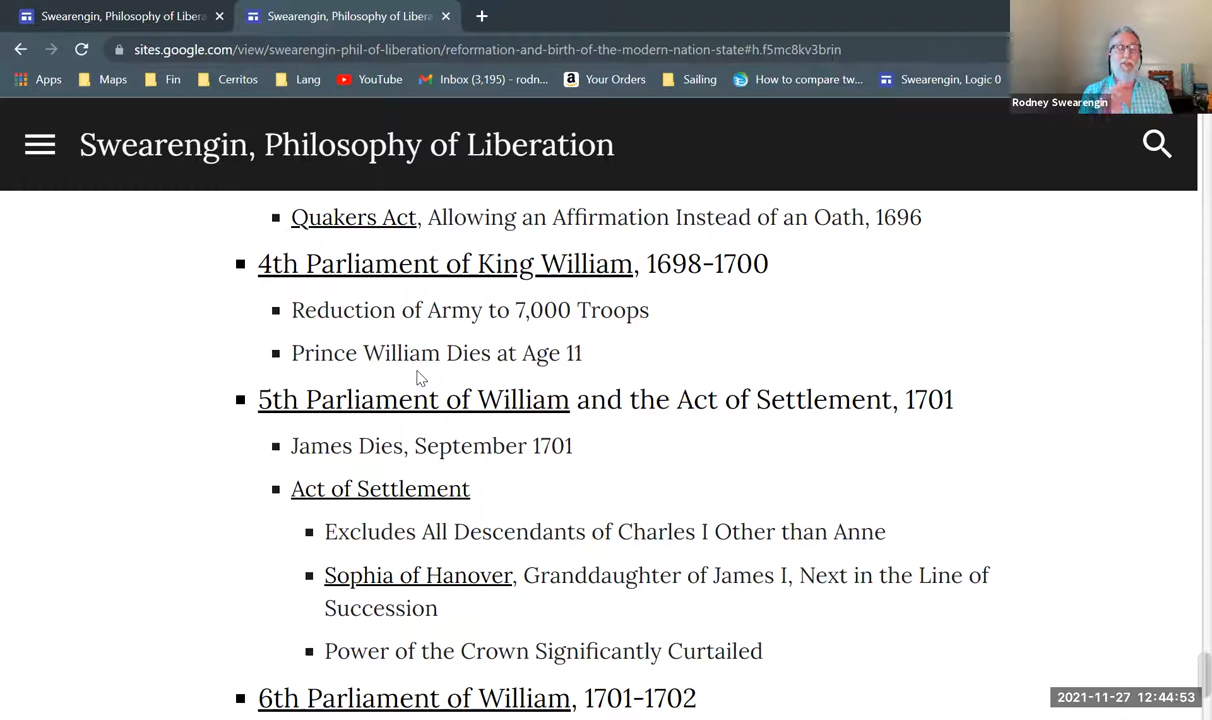 Swearengin, Philosophy of Libera
Swearengin, Philosophy of Libera
sites.google.com/view/swearengin-phil-of-liberation/reformation-and-birth-of-the-modern-nation-state#h.f5mc8kv3brin
Apps Maps Fin Cerritos Lang YouTube Inbox (3,195) - rodn... Your Orders Sailing How to compare tw... Swearengin, Logic 0
Rodney Swearengin
Swearengin, Philosophy of Liberation
Quakers Act, Allowing an Affirmation Instead of an Oath, 1696
4th Parliament of King William, 1698-1700
Reduction of Army to 7,000 Troops
Prince William Dies at Age 11
5th Parliament of William and the Act of Settlement, 1701
James Dies, September 1701
Act of Settlement
Excludes All Descendants of Charles I Other than Anne
Sophia of Hanover, Granddaughter of James I, Next in the Line of
Succession
Power of the Crown Significantly Curtailed
6th Parliament of William, 1701-1702
2021-11-27 12:44:53